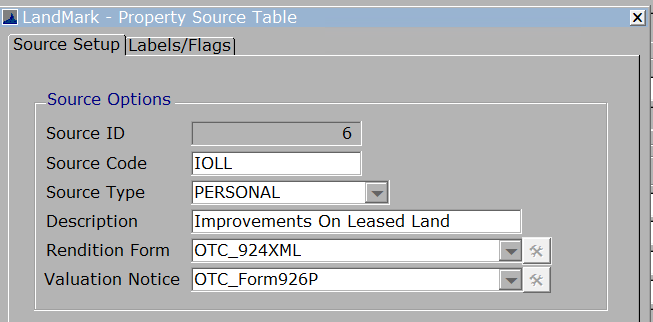 LandMark - Property Source Table
Source Setup Labels/Flags
Source Options
Source ID 6
Source Code IOLL
Source Type PERSONAL
Description Improvements On Leased Land
Rendition Form OTC_924XML
Valuation Notice OTC_Form926P